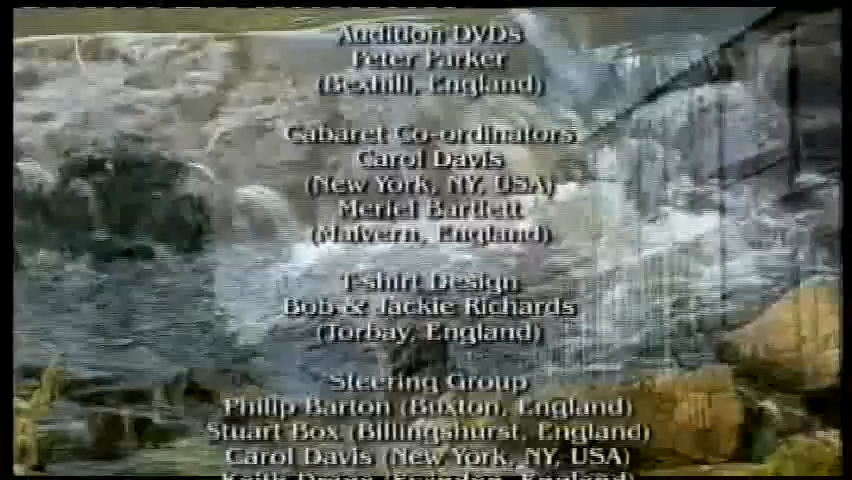 Audition DVDs
Peter Parker
(Bexhill, England)
Cabaret Co-ordinators
Carol Davis
(New York, NY, USA)
Meriel Bartlett
(Malvern, England)
T-shirt Design
Bob & Jackie Richards
(Torbay, England)
Steering Group
Philip Barton (Buxton, England)
Stuart Box (Billingshurst, England)
Carol Davis (New York, NY, USA)